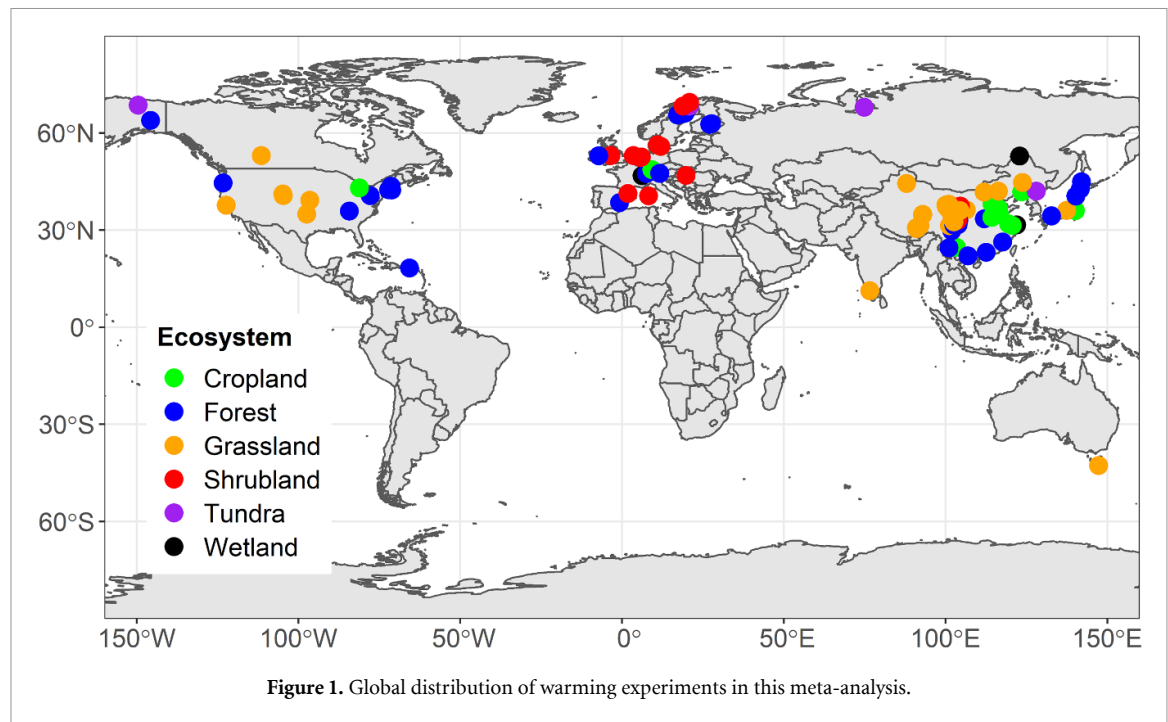 60°N
30°N
0°
30°S
60°S
Ecosystem
Cropland
Forest
Grassland
Shrubland
Tundra
Wetland
150°W 100°W 50°W 0° 50°E 100°E 150°E
Figure 1. Global distribution of warming experiments in this meta-analysis.